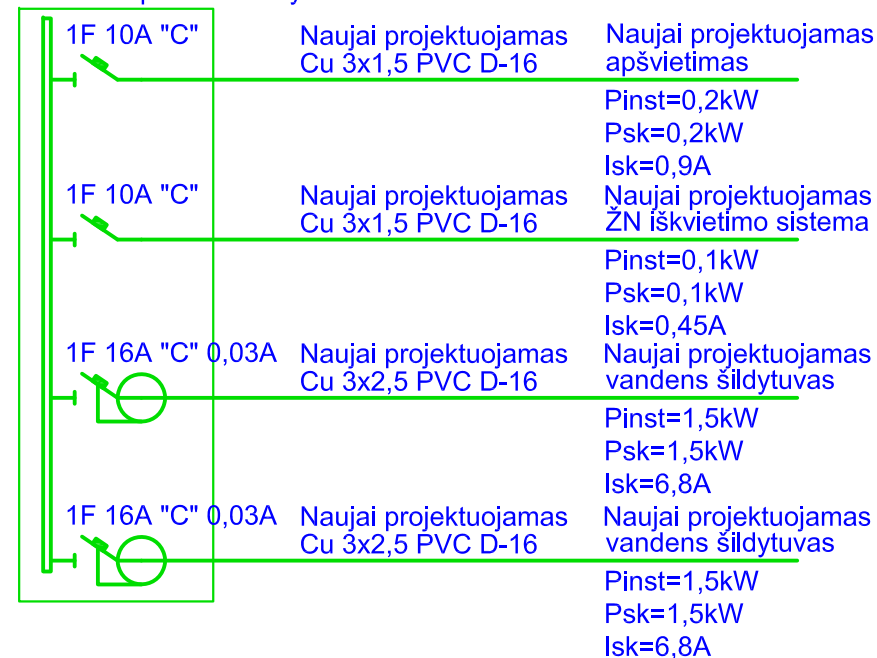 1F 10A "C"
Naujai projektuojamas
Cu 3x1,5 PVC D-16
Naujai projektuojamas
apšvietimas
Pinst=0,2kW
Psk=0,2kW
Isk=0,9A
1F 10A "C"
Naujai projektuojamas
Cu 3x1,5 PVC D-16
Naujai projektuojamas
ŽN iškvietimo sistema
Pinst=0,1kW
Psk=0,1kW
Isk=0,45A
1F 16A "C" 0,03A
Naujai projektuojamas
Cu 3x2,5 PVC D-16
Naujai projektuojamas
vandens šildytuvas
Pinst=1,5kW
Psk=1,5kW
Isk=6,8A
1F 16A "C" 0,03A
Naujai projektuojamas
Cu 3x2,5 PVC D-16
Naujai projektuojamas
vandens šildytuvas
Pinst=1,5kW
Psk=1,5kW
Isk=6,8A